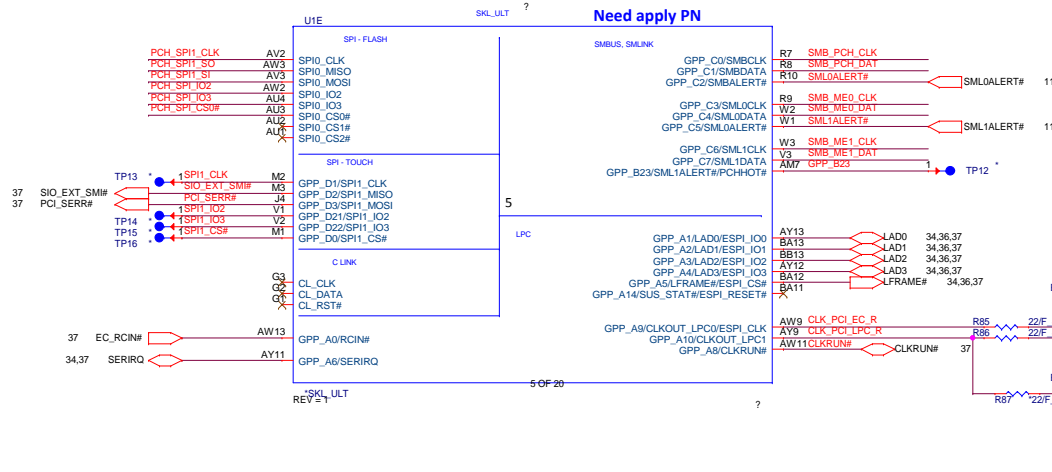 SKL_ULT ? Need apply PN
U1E
SPI - FLASH
SMBUS, SMLINK
PCH_SPI1_CLK AV2 SPI0_CLK
PCH_SPI1_SO AW3 SPI0_MISO
PCH_SPI1_SI AV3 SPI0_MOSI
PCH_SPI_IO2 AW2 SPI0_IO2
PCH_SPI_IO3 AU4 SPI0_IO3
PCH_SPI_CS0# AU3 SPI0_CS0#
AU2 SPI0_CS1#
AU1 SPI0_CS2#
GPP_C0/SMBCLK R7 SMB_PCH_CLK
GPP_C1/SMBDATA R8 SMB_PCH_DAT
GPP_C2/SMBALERT# R10 SML0ALERT# SML0ALERT# 11
GPP_C3/SML0CLK R9 SMB_ME0_CLK
GPP_C4/SML0DATA W2 SMB_ME0_DAT
GPP_C5/SML0ALERT# W1 SML1ALERT# SML1ALERT# 11
GPP_C6/SML1CLK W3 SMB_ME1_CLK
GPP_C7/SML1DATA V3 SMB_ME1_DAT
GPP_B23/SML1ALERT#/PCHHOT# AM7 GPP_B23 1 TP12 *
SPI - TOUCH
TP13 * 1 SPI1_CLK M2 GPP_D1/SPI1_CLK
37 SIO_EXT_SMI# SIO_EXT_SMI# M3 GPP_D2/SPI1_MISO
37 PCI_SERR# PCI_SERR# J4 GPP_D3/SPI1_MOSI
TP14 * 1 SPI1_IO2 V1 GPP_D21/SPI1_IO2
TP15 * 1 SPI1_IO3 V2 GPP_D22/SPI1_IO3
TP16 * 1 SPI1_CS# M1 GPP_D0/SPI1_CS#
5
LPC
GPP_A1/LAD0/ESPI_IO0 AY13 LAD0 34,36,37
GPP_A2/LAD1/ESPI_IO1 BA13 LAD1 34,36,37
GPP_A3/LAD2/ESPI_IO2 BB13 LAD2 34,36,37
GPP_A4/LAD3/ESPI_IO3 AY12 LAD3 34,36,37
GPP_A5/LFRAME#/ESPI_CS# BA12 LFRAME# 34,36,37
GPP_A14/SUS_STAT#/ESPI_RESET# BA11
C LINK
G3 CL_CLK
G2 CL_DATA
G1 CL_RST#
GPP_A9/CLKOUT_LPC0/ESPI_CLK AW9 CLK_PCI_EC_R R85 22/F
GPP_A10/CLKOUT_LPC1 AY9 CLK_PCI_LPC_R R86 22/F
GPP_A8/CLKRUN# AW11 CLKRUN# CLKRUN# 37
37 EC_RCIN# AW13 GPP_A0/RCIN#
34,37 SERIRQ AY11 GPP_A6/SERIRQ
5 OF 20
*SKL_ULT
REV = 1
?
R87 *22/F